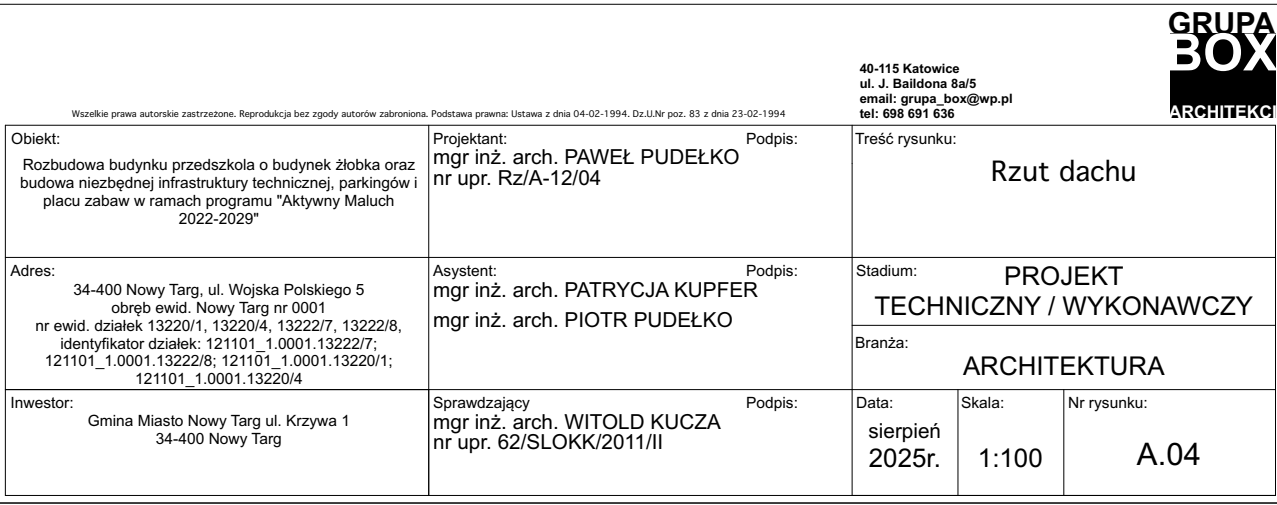 GRUPA
BOX
ARCHITEKCI
40-115 Katowice
ul. J. Baildona 8a/5
email: grupa_box@wp.pl
tel: 698 691 636
Wszelkie prawa autorskie zastrzeżone. Reprodukcja bez zgody autorów zabroniona. Podstawa prawna: Ustawa z dnia 04-02-1994. Dz.U.Nr poz. 83 z dnia 23-02-1994
Obiekt:
Rozbudowa budynku przedszkola o budynek żłobka oraz
budowa niezbędnej infrastruktury technicznej, parkingów i
placu zabaw w ramach programu "Aktywny Maluch
2022-2029"
Projektant: Podpis:
mgr inż. arch. PAWEŁ PUDEŁKO
nr upr. Rz/A-12/04
Treść rysunku:
Rzut dachu
Adres:
34-400 Nowy Targ, ul. Wojska Polskiego 5
obręb ewid. Nowy Targ nr 0001
nr ewid. działek 13220/1, 13220/4, 13222/7, 13222/8,
identyfikator działek: 121101_1.0001.13222/7;
121101_1.0001.13222/8; 121101_1.0001.13220/1;
121101_1.0001.13220/4
Asystent: Podpis:
mgr inż. arch. PATRYCJA KUPFER
mgr inż. arch. PIOTR PUDEŁKO
Stadium:
PROJEKT
TECHNICZNY / WYKONAWCZY
Branża:
ARCHITEKTURA
Inwestor:
Gmina Miasto Nowy Targ ul. Krzywa 1
34-400 Nowy Targ
Sprawdzający Podpis:
mgr inż. arch. WITOLD KUCZA
nr upr. 62/SLOKK/2011/II
Data:
sierpień
2025r.
Skala:
1:100
Nr rysunku:
A.04